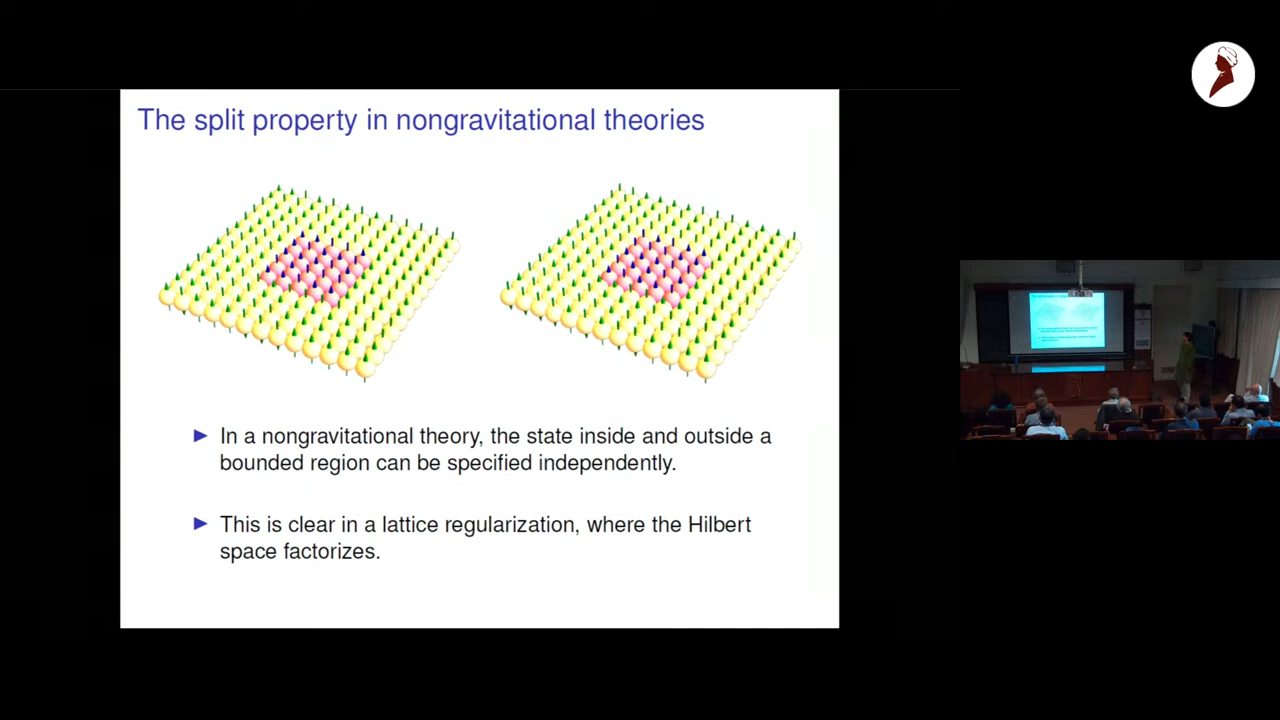 The split property in nongravitational theories
In a nongravitational theory, the state inside and outside a
bounded region can be specified independently.
This is clear in a lattice regularization, where the Hilbert
space factorizes.